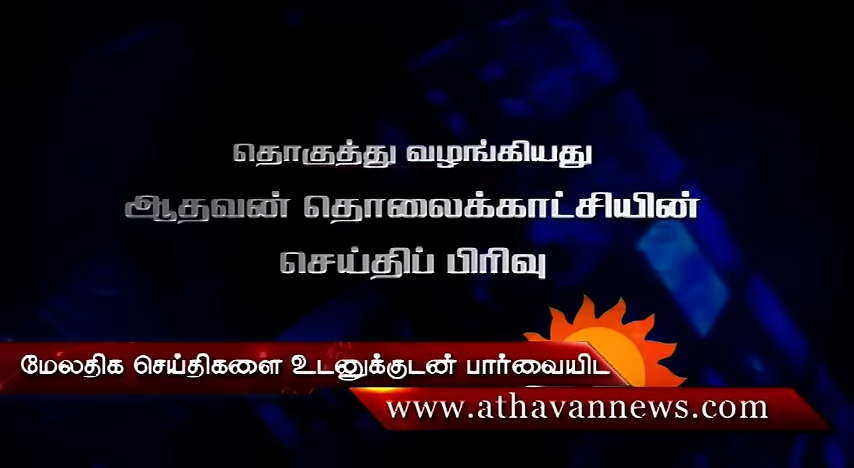 தொகுத்து வழங்கியது
ஆதவன் தொலைக்காட்சியின்
செய்திப் பிரிவு
மேலதிக செய்திகளை உடனுக்குடன் பார்வையிட
www.athavannews.com